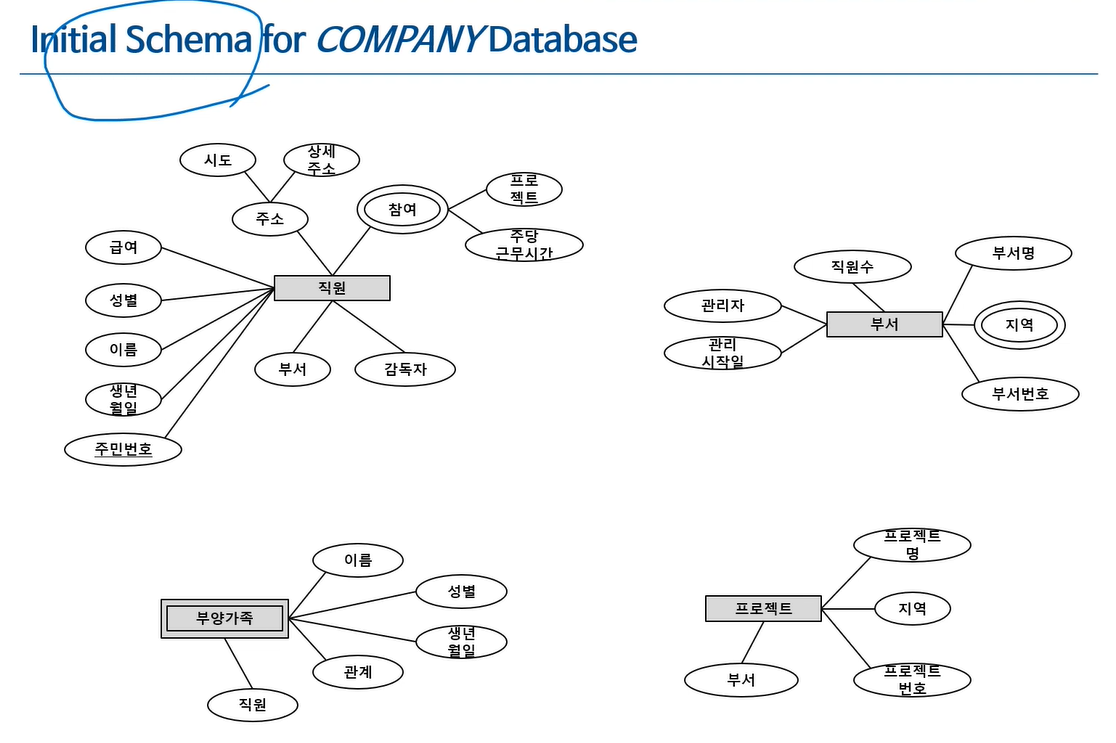 Initial Schema for COMPANY Database
시도
상세
주소
주소
참여
프로
젝트
주당
근무시간
급여
성별
이름
생년
월일
주민번호
직원
부서
감독자
직원수
부서명
관리자
관리
시작일
부서
지역
부서번호
이름
성별
생년
월일
관계
부양가족
직원
프로젝트
명
지역
프로젝트
번호
프로젝트
부서